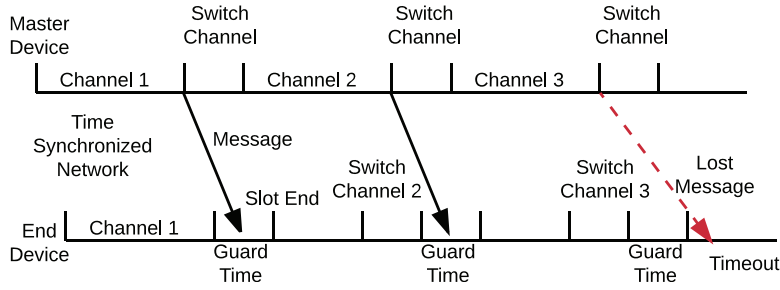 Master
Device
Switch
Channel
Switch
Channel
Switch
Channel
Channel 1
Channel 2
Channel 3
Time
Synchronized
Network
Message
Slot End
Switch
Channel 2
Switch
Channel 3
Lost
Message
End
Device
Channel 1
Guard
Time
Guard
Time
Guard
Time
Timeout